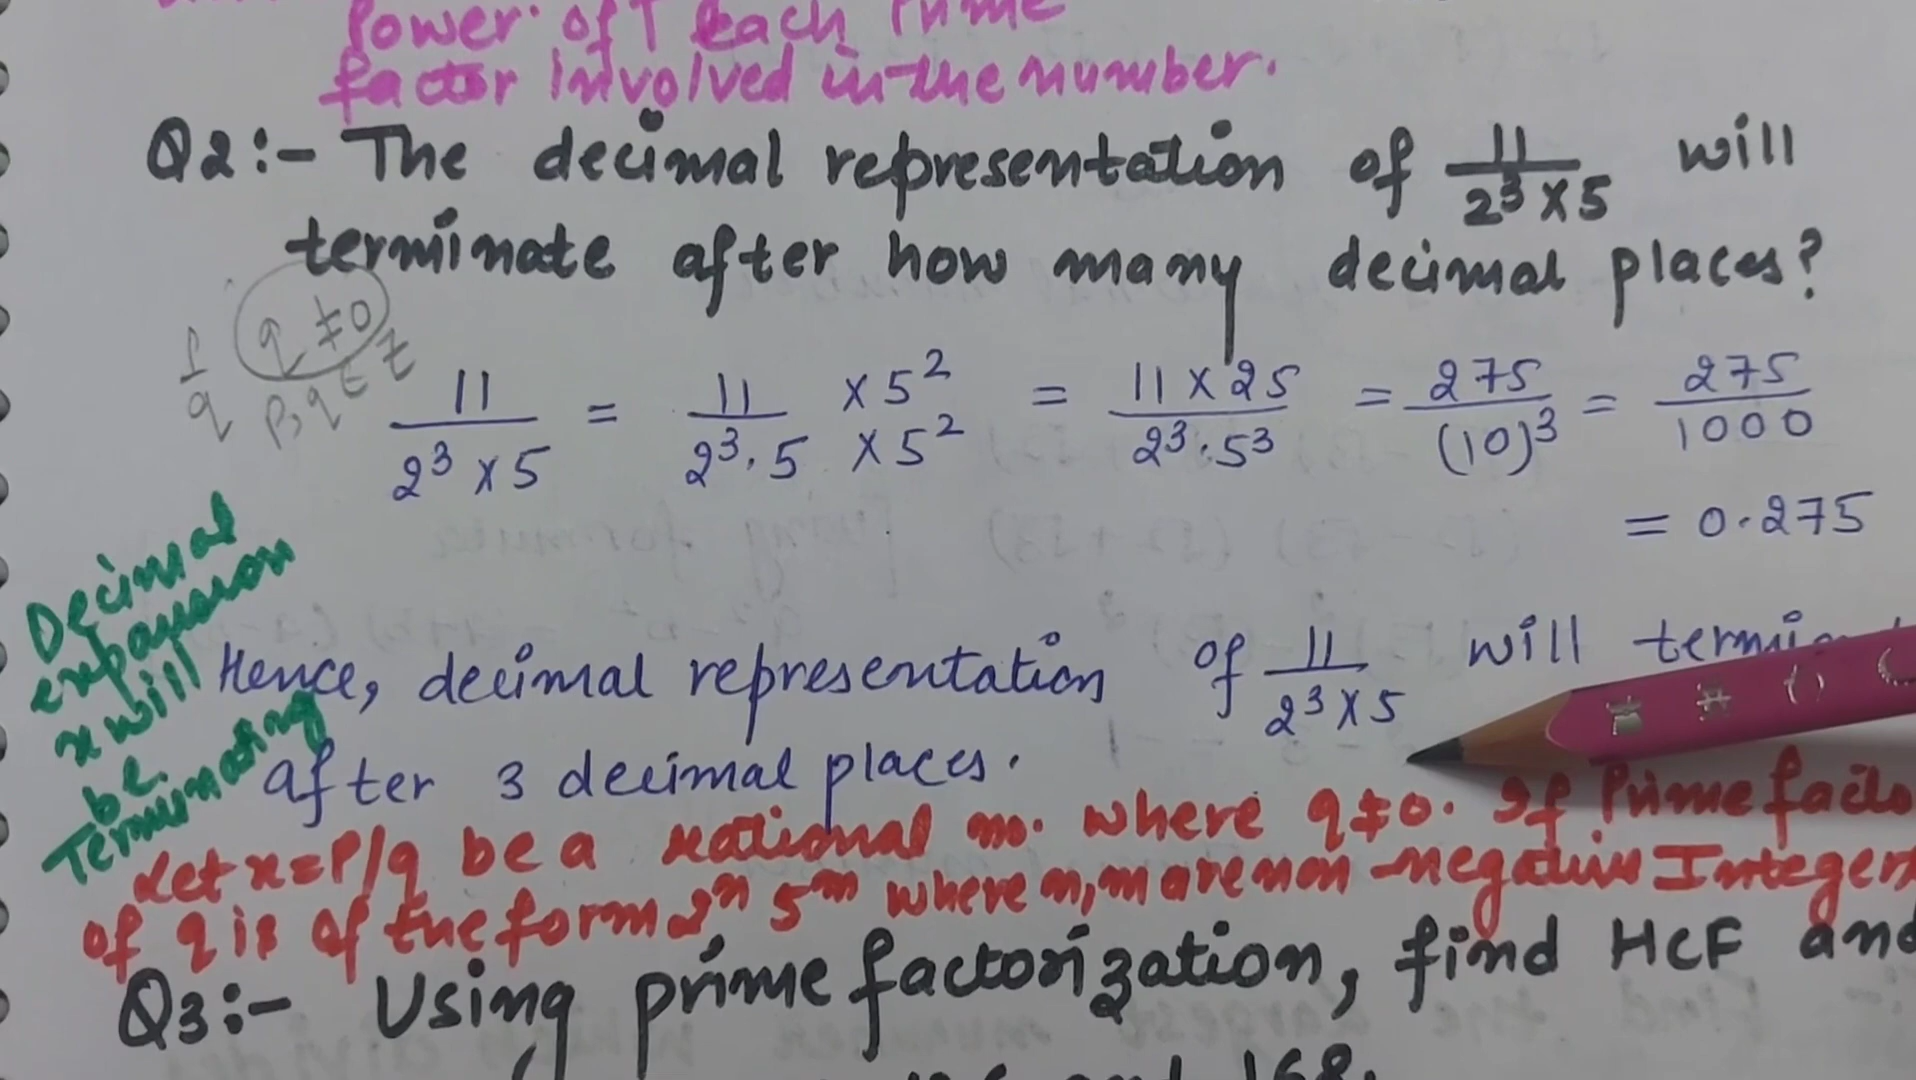 Power of each Prime
factor involved in the number.
Q2:- The decimal representation of 11/2³×5 will
terminate after how many decimal places?
p/q q≠0
p,q ∈ Z
11/2³×5 = 11/2³·5 ×5²/×5² = 11×25/2³·5³ = 275/(10)³ = 275/1000
= 0.275
Decimal
expansion
x will
be
Terminating
Hence, decimal representation of 11/2³×5 will
after 3 decimal places.
Let x=P/q be a rational no. where q≠0. If Prime
of q is of the form 2ⁿ 5ᵐ where n,m are non-negative Integers
Q3:- Using prime factorization, find HCF and
168.